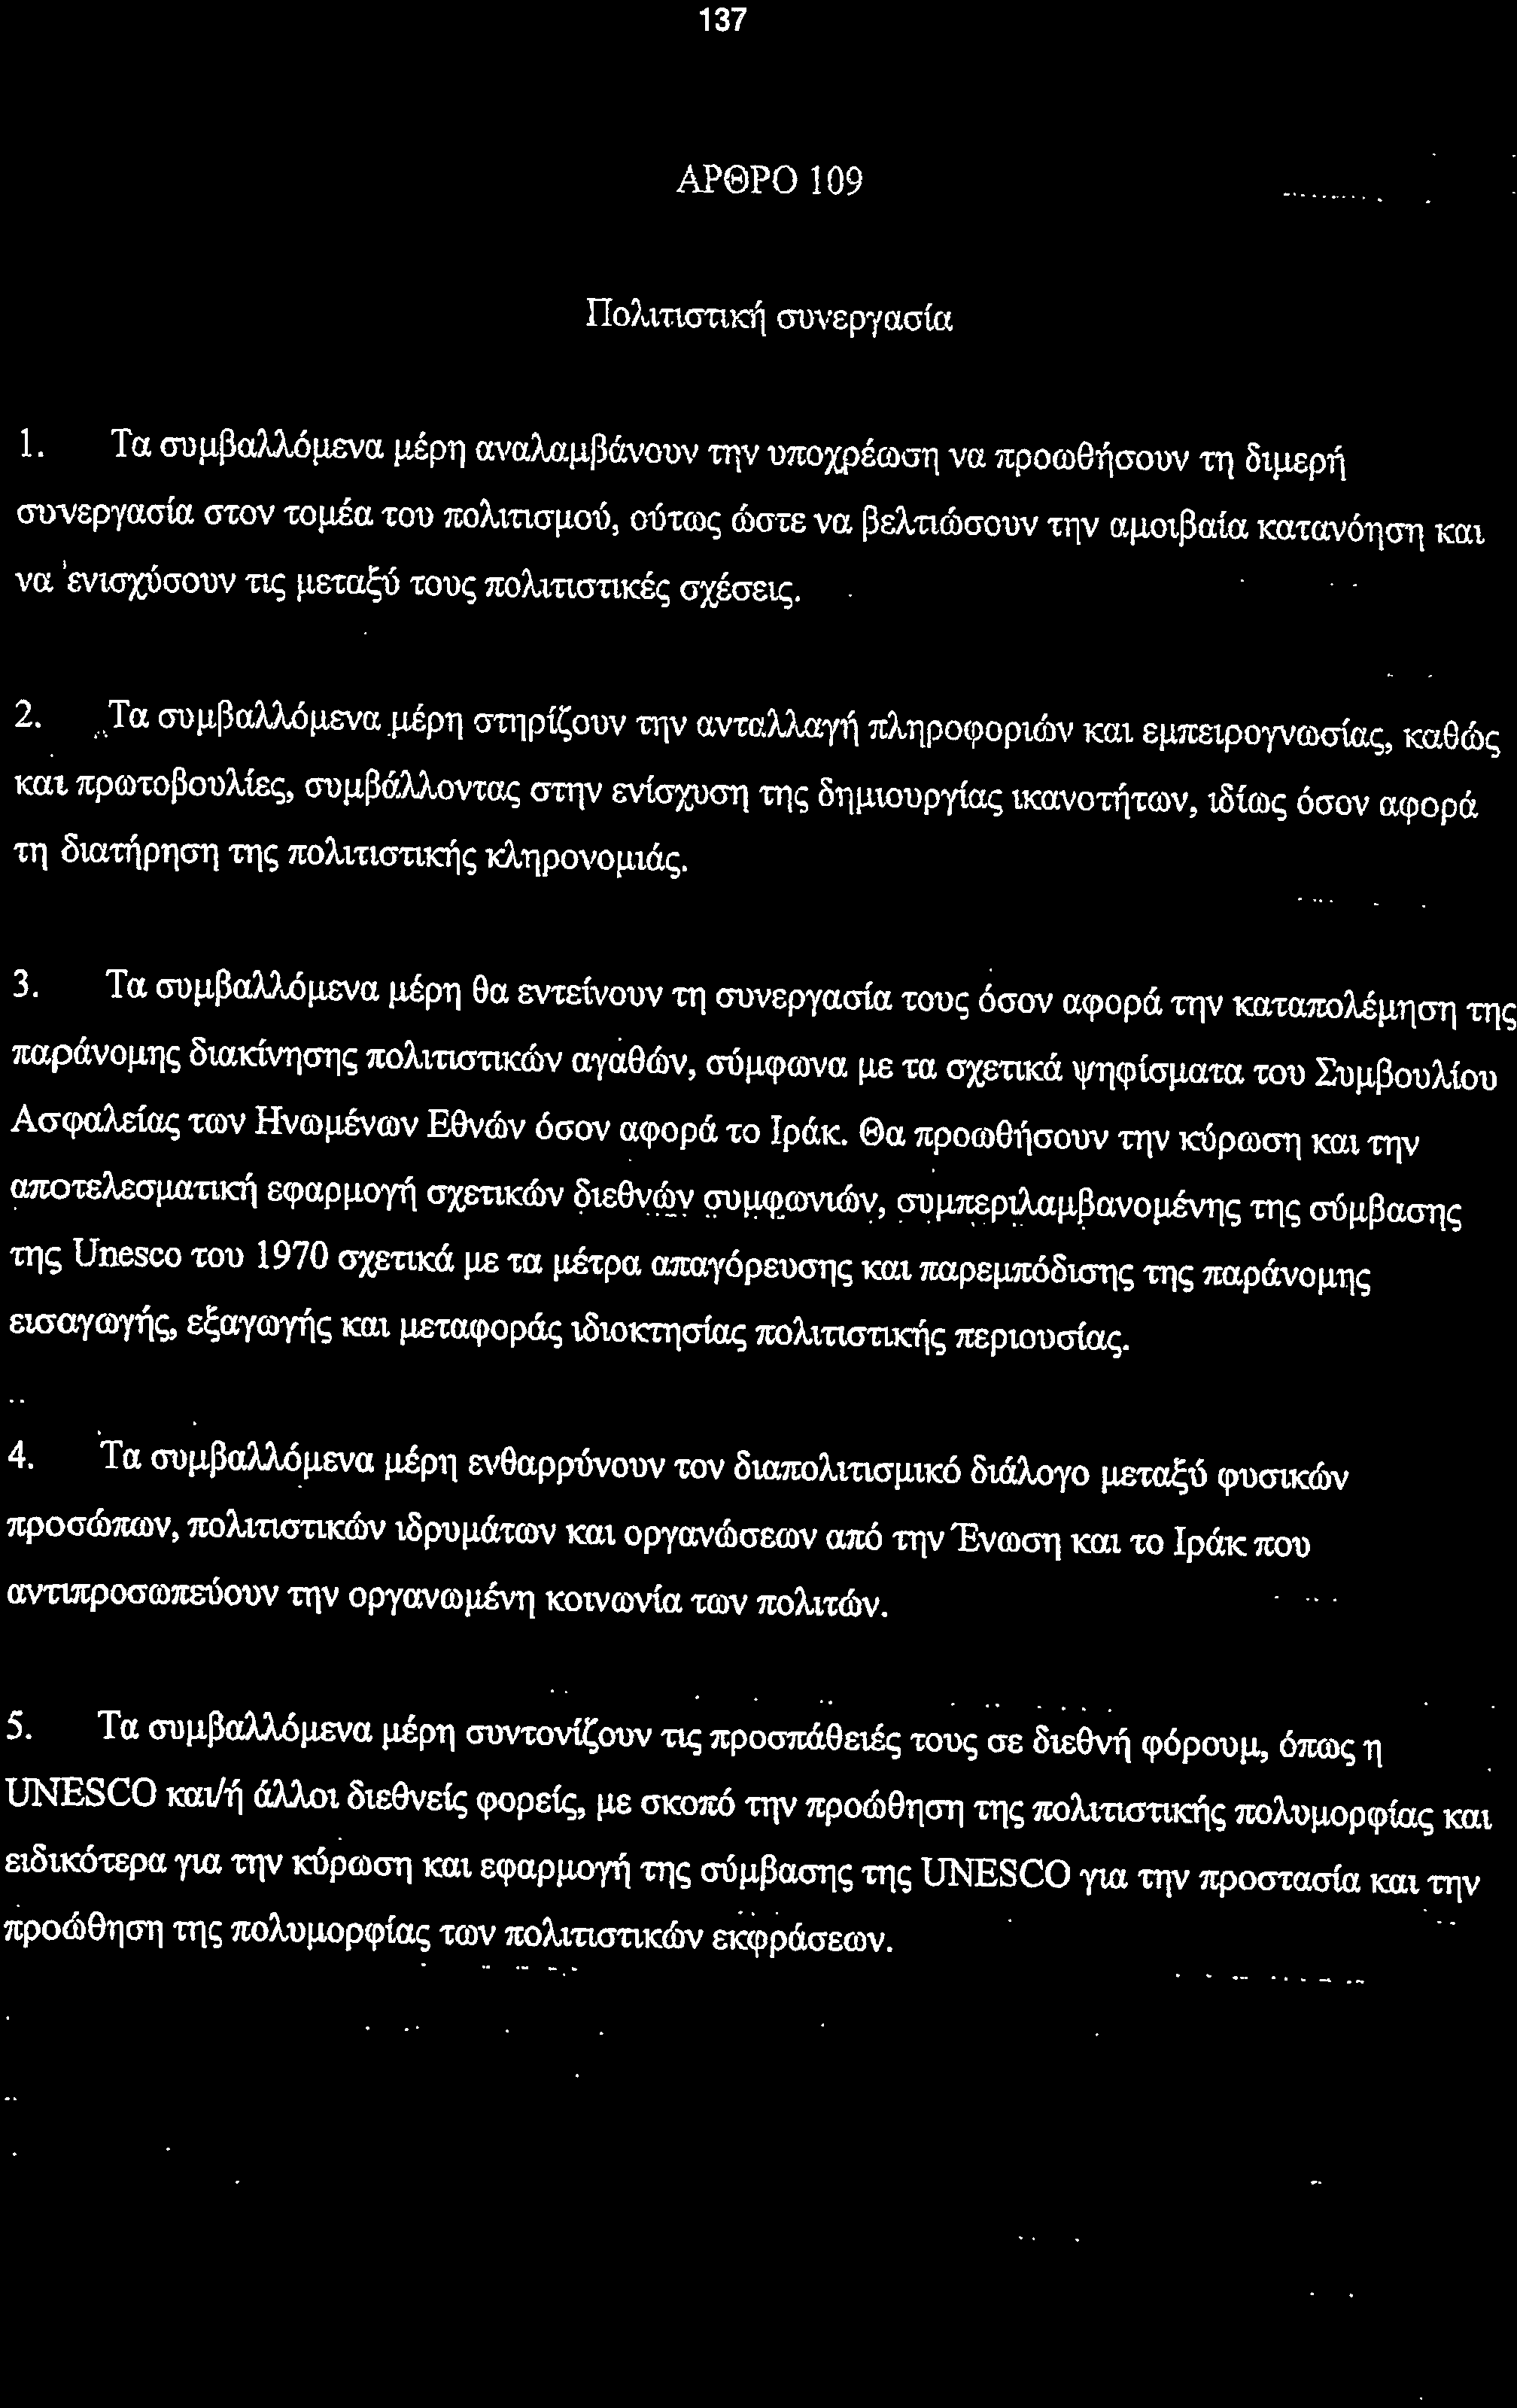 137
ΑΡΘΡΟ 109
Πολιτιστική συνεργασία
1. Τα συμβαλλόμενα μέρη αναλαμβάνουν την υποχρέωση να προωθήσουν τη διμερή
συνεργασία στον τομέα του πολιτισμού, ούτως ώστε να βελτιώσουν την αμοιβαία κατανόηση και
να ενισχύσουν τις μεταξύ τους πολιτιστικές σχέσεις.
2. Τα συμβαλλόμενα μέρη στηρίζουν την ανταλλαγή πληροφοριών και εμπειρογνωσίας, καθώς
και πρωτοβουλίες, συμβάλλοντας στην ενίσχυση της δημιουργίας ικανοτήτων, ιδίως όσον αφορά
τη διατήρηση της πολιτιστικής κληρονομιάς.
3. Τα συμβαλλόμενα μέρη θα εντείνουν τη συνεργασία τους όσον αφορά την καταπολέμηση της
παράνομης διακίνησης πολιτιστικών αγαθών, σύμφωνα με τα σχετικά ψηφίσματα του Συμβουλίου
Ασφαλείας των Ηνωμένων Εθνών όσον αφορά το Ιράκ. Θα προωθήσουν την κύρωση και την
αποτελεσματική εφαρμογή σχετικών διεθνών συμφωνιών, συμπεριλαμβανομένης της σύμβασης
της Unesco του 1970 σχετικά με τα μέτρα απαγόρευσης και παρεμπόδισης της παράνομης
εισαγωγής, εξαγωγής και μεταφοράς ιδιοκτησίας πολιτιστικής περιουσίας.
4. Τα συμβαλλόμενα μέρη ενθαρρύνουν τον διαπολιτισμικό διάλογο μεταξύ φυσικών
προσώπων, πολιτιστικών ιδρυμάτων και οργανώσεων από την Ένωση και το Ιράκ που
αντιπροσωπεύουν την οργανωμένη κοινωνία των πολιτών.
5. Τα συμβαλλόμενα μέρη συντονίζουν τις προσπάθειές τους σε διεθνή φόρουμ, όπως η
UNESCO και/ή άλλοι διεθνείς φορείς, με σκοπό την προώθηση της πολιτιστικής πολυμορφίας και
ειδικότερα για την κύρωση και εφαρμογή της σύμβασης της UNESCO για την προστασία και την
προώθηση της πολυμορφίας των πολιτιστικών εκφράσεων.